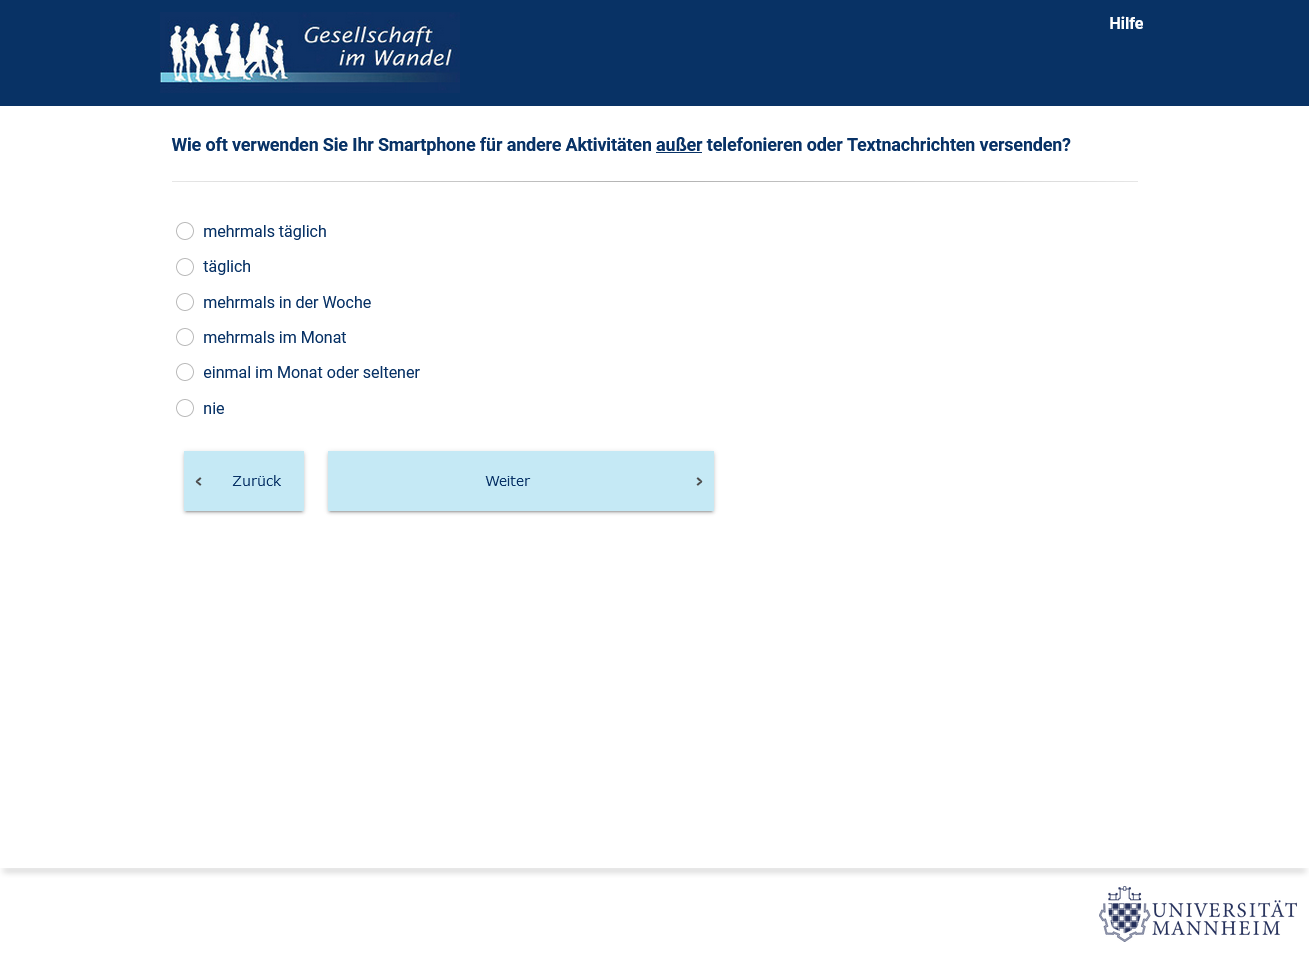 Gesellschaft
im Wandel
Hilfe
Wie oft verwenden Sie Ihr Smartphone für andere Aktivitäten außer telefonieren oder Textnachrichten versenden?
mehrmals täglich
täglich
mehrmals in der Woche
mehrmals im Monat
einmal im Monat oder seltener
nie
Zurück
Weiter
UNIVERSITÄT
MANNHEIM